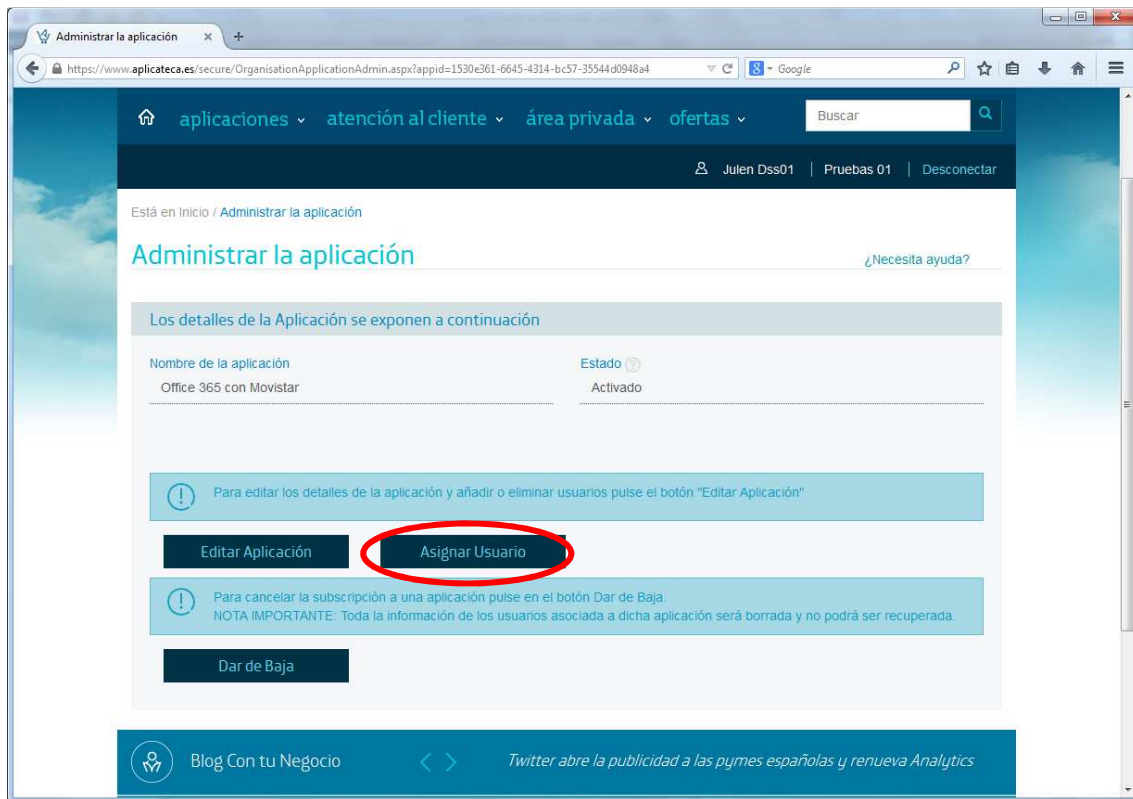 Administrar la aplicación
https://www.aplicateca.es/secure/OrganisationApplicationAdmin.aspx?appid=1530e361-6645-4314-bc57-35544d0948a4
Google
aplicaciones atención al cliente área privada ofertas
Buscar
Julen Dss01 | Pruebas 01 | Desconectar
Está en Inicio / Administrar la aplicación
Administrar la aplicación
¿Necesita ayuda?
Los detalles de la Aplicación se exponen a continuación
Nombre de la aplicación
Estado ?
Office 365 con Movistar
Activado
Para editar los detalles de la aplicación y añadir o eliminar usuarios pulse el botón "Editar Aplicación"
Editar Aplicación
Asignar Usuario
Para cancelar la subscripción a una aplicación pulse en el botón Dar de Baja.
NOTA IMPORTANTE: Toda la información de los usuarios asociada a dicha aplicación será borrada y no podrá ser recuperada.
Dar de Baja
Blog Con tu Negocio
Twitter abre la publicidad a las pymes españolas y renueva Analytics